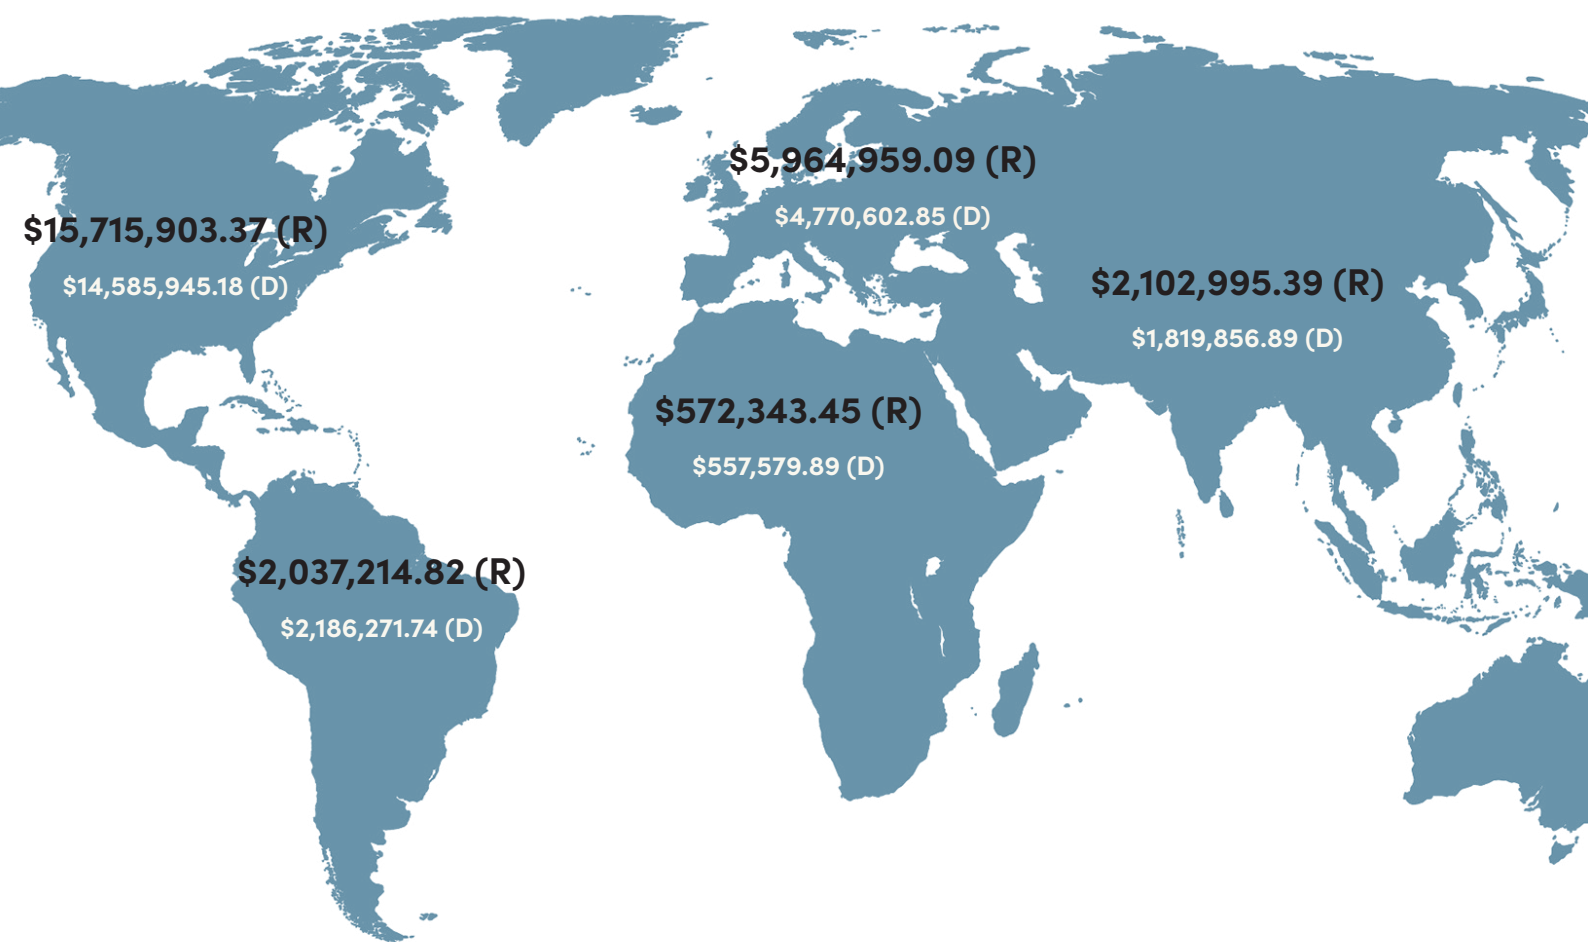 $5,964,959.09 (R)
$4,770,602.85 (D)
$15,715,903.37 (R)
$14,585,945.18 (D)
$2,102,995.39 (R)
$1,819,856.89 (D)
$572,343.45 (R)
$557,579.89 (D)
$2,037,214.82 (R)
$2,186,271.74 (D)